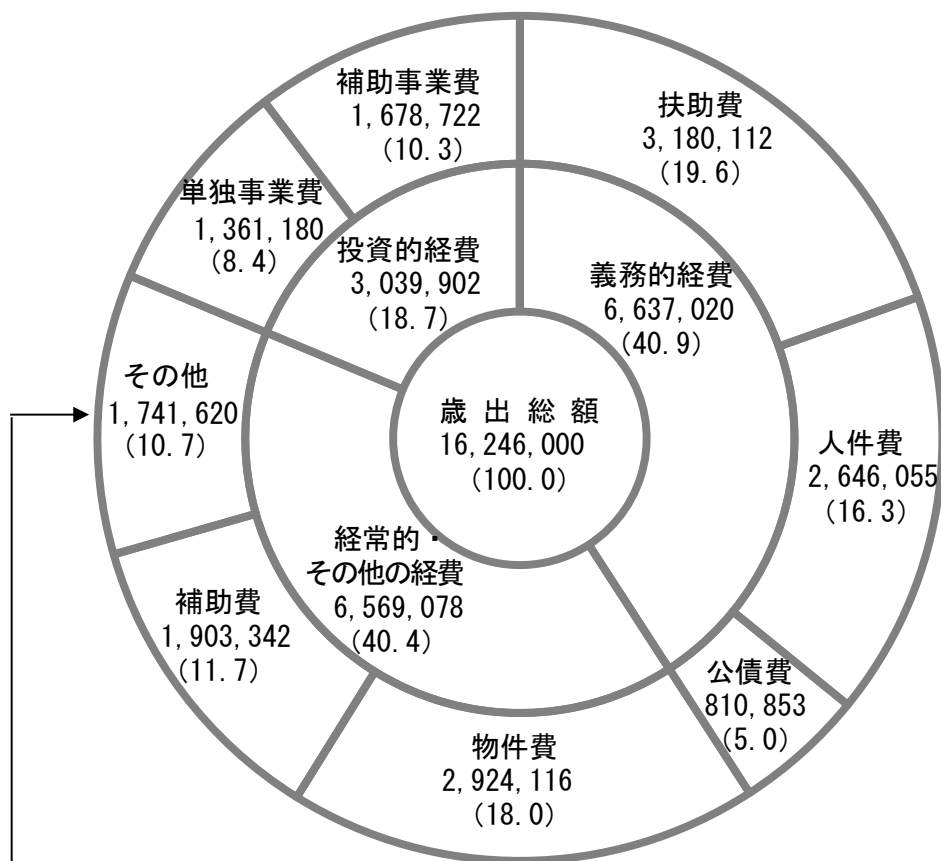 補助事業費
1,678,722
(10.3)
扶助費
3,180,112
(19.6)
単独事業費
1,361,180
(8.4)
投資的経費
3,039,902
(18.7)
義務的経費
6,637,020
(40.9)
その他
1,741,620
(10.7)
歳出総額
16,246,000
(100.0)
人件費
2,646,055
(16.3)
経常的・
その他の経費
6,569,078
(40.4)
補助費
1,903,342
(11.7)
公債費
810,853
(5.0)
物件費
2,924,116
(18.0)